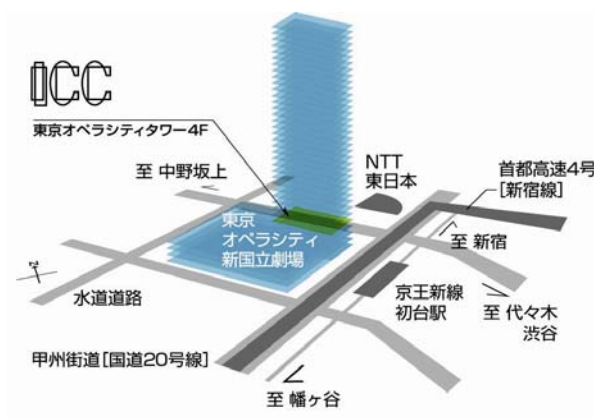 ICC
東京オペラシティタワー4F
至 中野坂上
NTT
東日本
首都高速4号
[新宿線]
東京
オペラシティ
新国立劇場
至 新宿
N
水道道路
京王新線
初台駅
至 代々木
渋谷
甲州街道[国道20号線]
至 幡ヶ谷